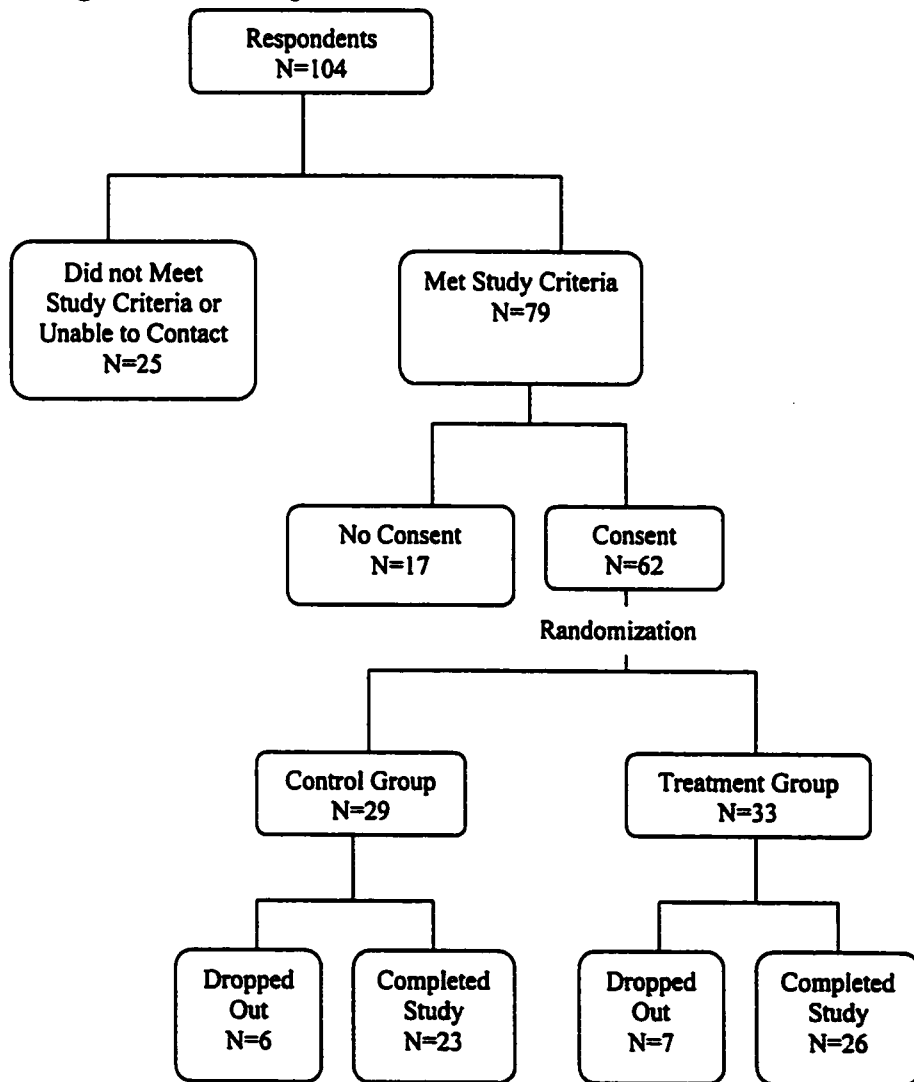 Respondents
N=104
Did not Meet
Study Criteria or
Unable to Contact
N=25
Met Study Criteria
N=79
No Consent
N=17
Consent
N=62
Randomization
Control Group
N=29
Treatment Group
N=33
Dropped
Out
N=6
Completed
Study
N=23
Dropped
Out
N=7
Completed
Study
N=26